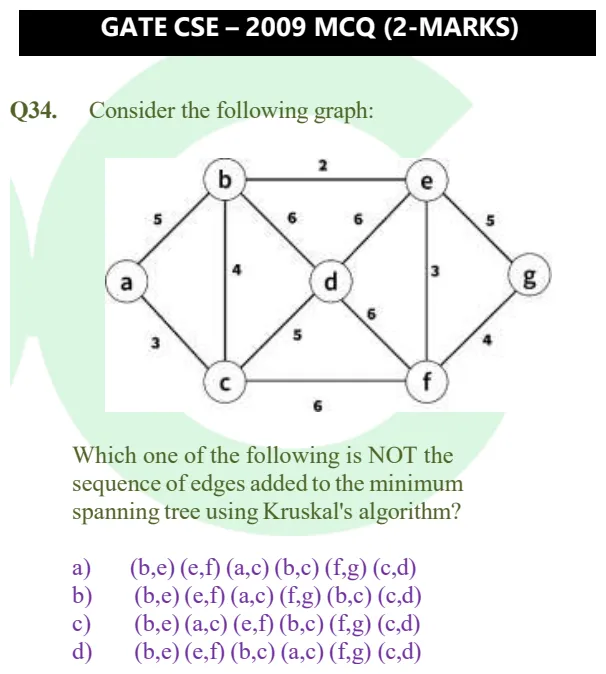 GATE CSE – 2009 MCQ (2-MARKS)
Q34. Consider the following graph:
2
b
e
5
6
6
5
a
4
d
3
g
3
5
6
4
c
f
6
Which one of the following is NOT the
sequence of edges added to the minimum
spanning tree using Kruskal's algorithm?
a) (b,e) (e,f) (a,c) (b,c) (f,g) (c,d)
b) (b,e) (e,f) (a,c) (f,g) (b,c) (c,d)
c) (b,e) (a,c) (e,f) (b,c) (f,g) (c,d)
d) (b,e) (e,f) (b,c) (a,c) (f,g) (c,d)